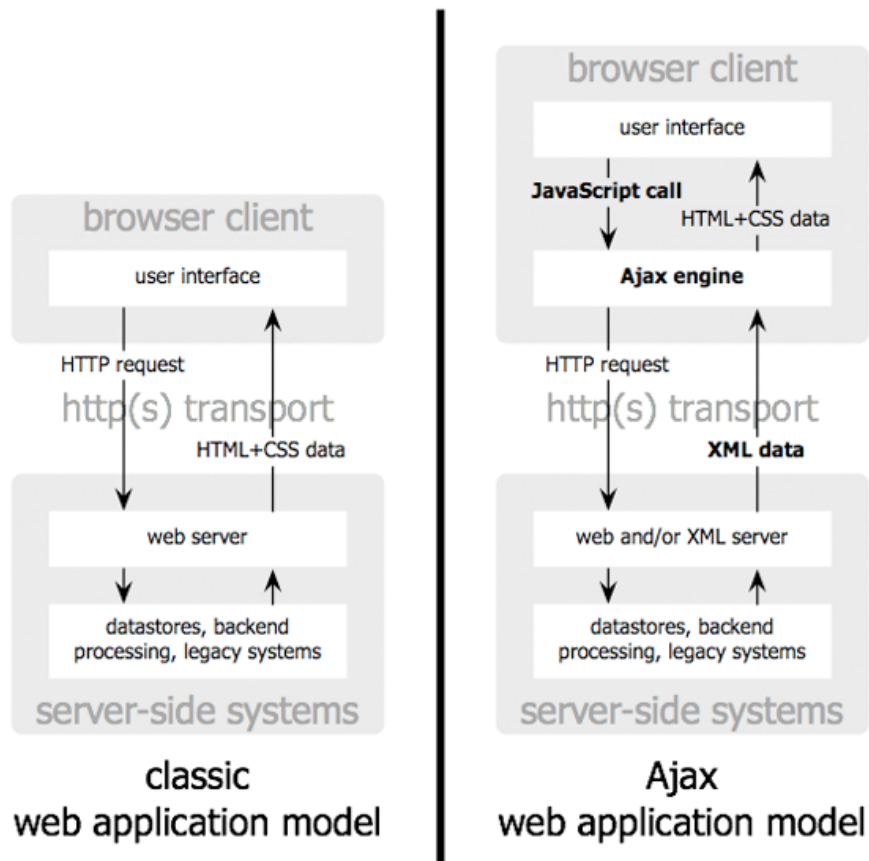 browser client
user interface
HTTP request
http(s) transport
HTML+CSS data
web server
datastores, backend
processing, legacy systems
server-side systems
classic
web application model
browser client
user interface
JavaScript call
HTML+CSS data
Ajax engine
HTTP request
http(s) transport
XML data
web and/or XML server
datastores, backend
processing, legacy systems
server-side systems
Ajax
web application model